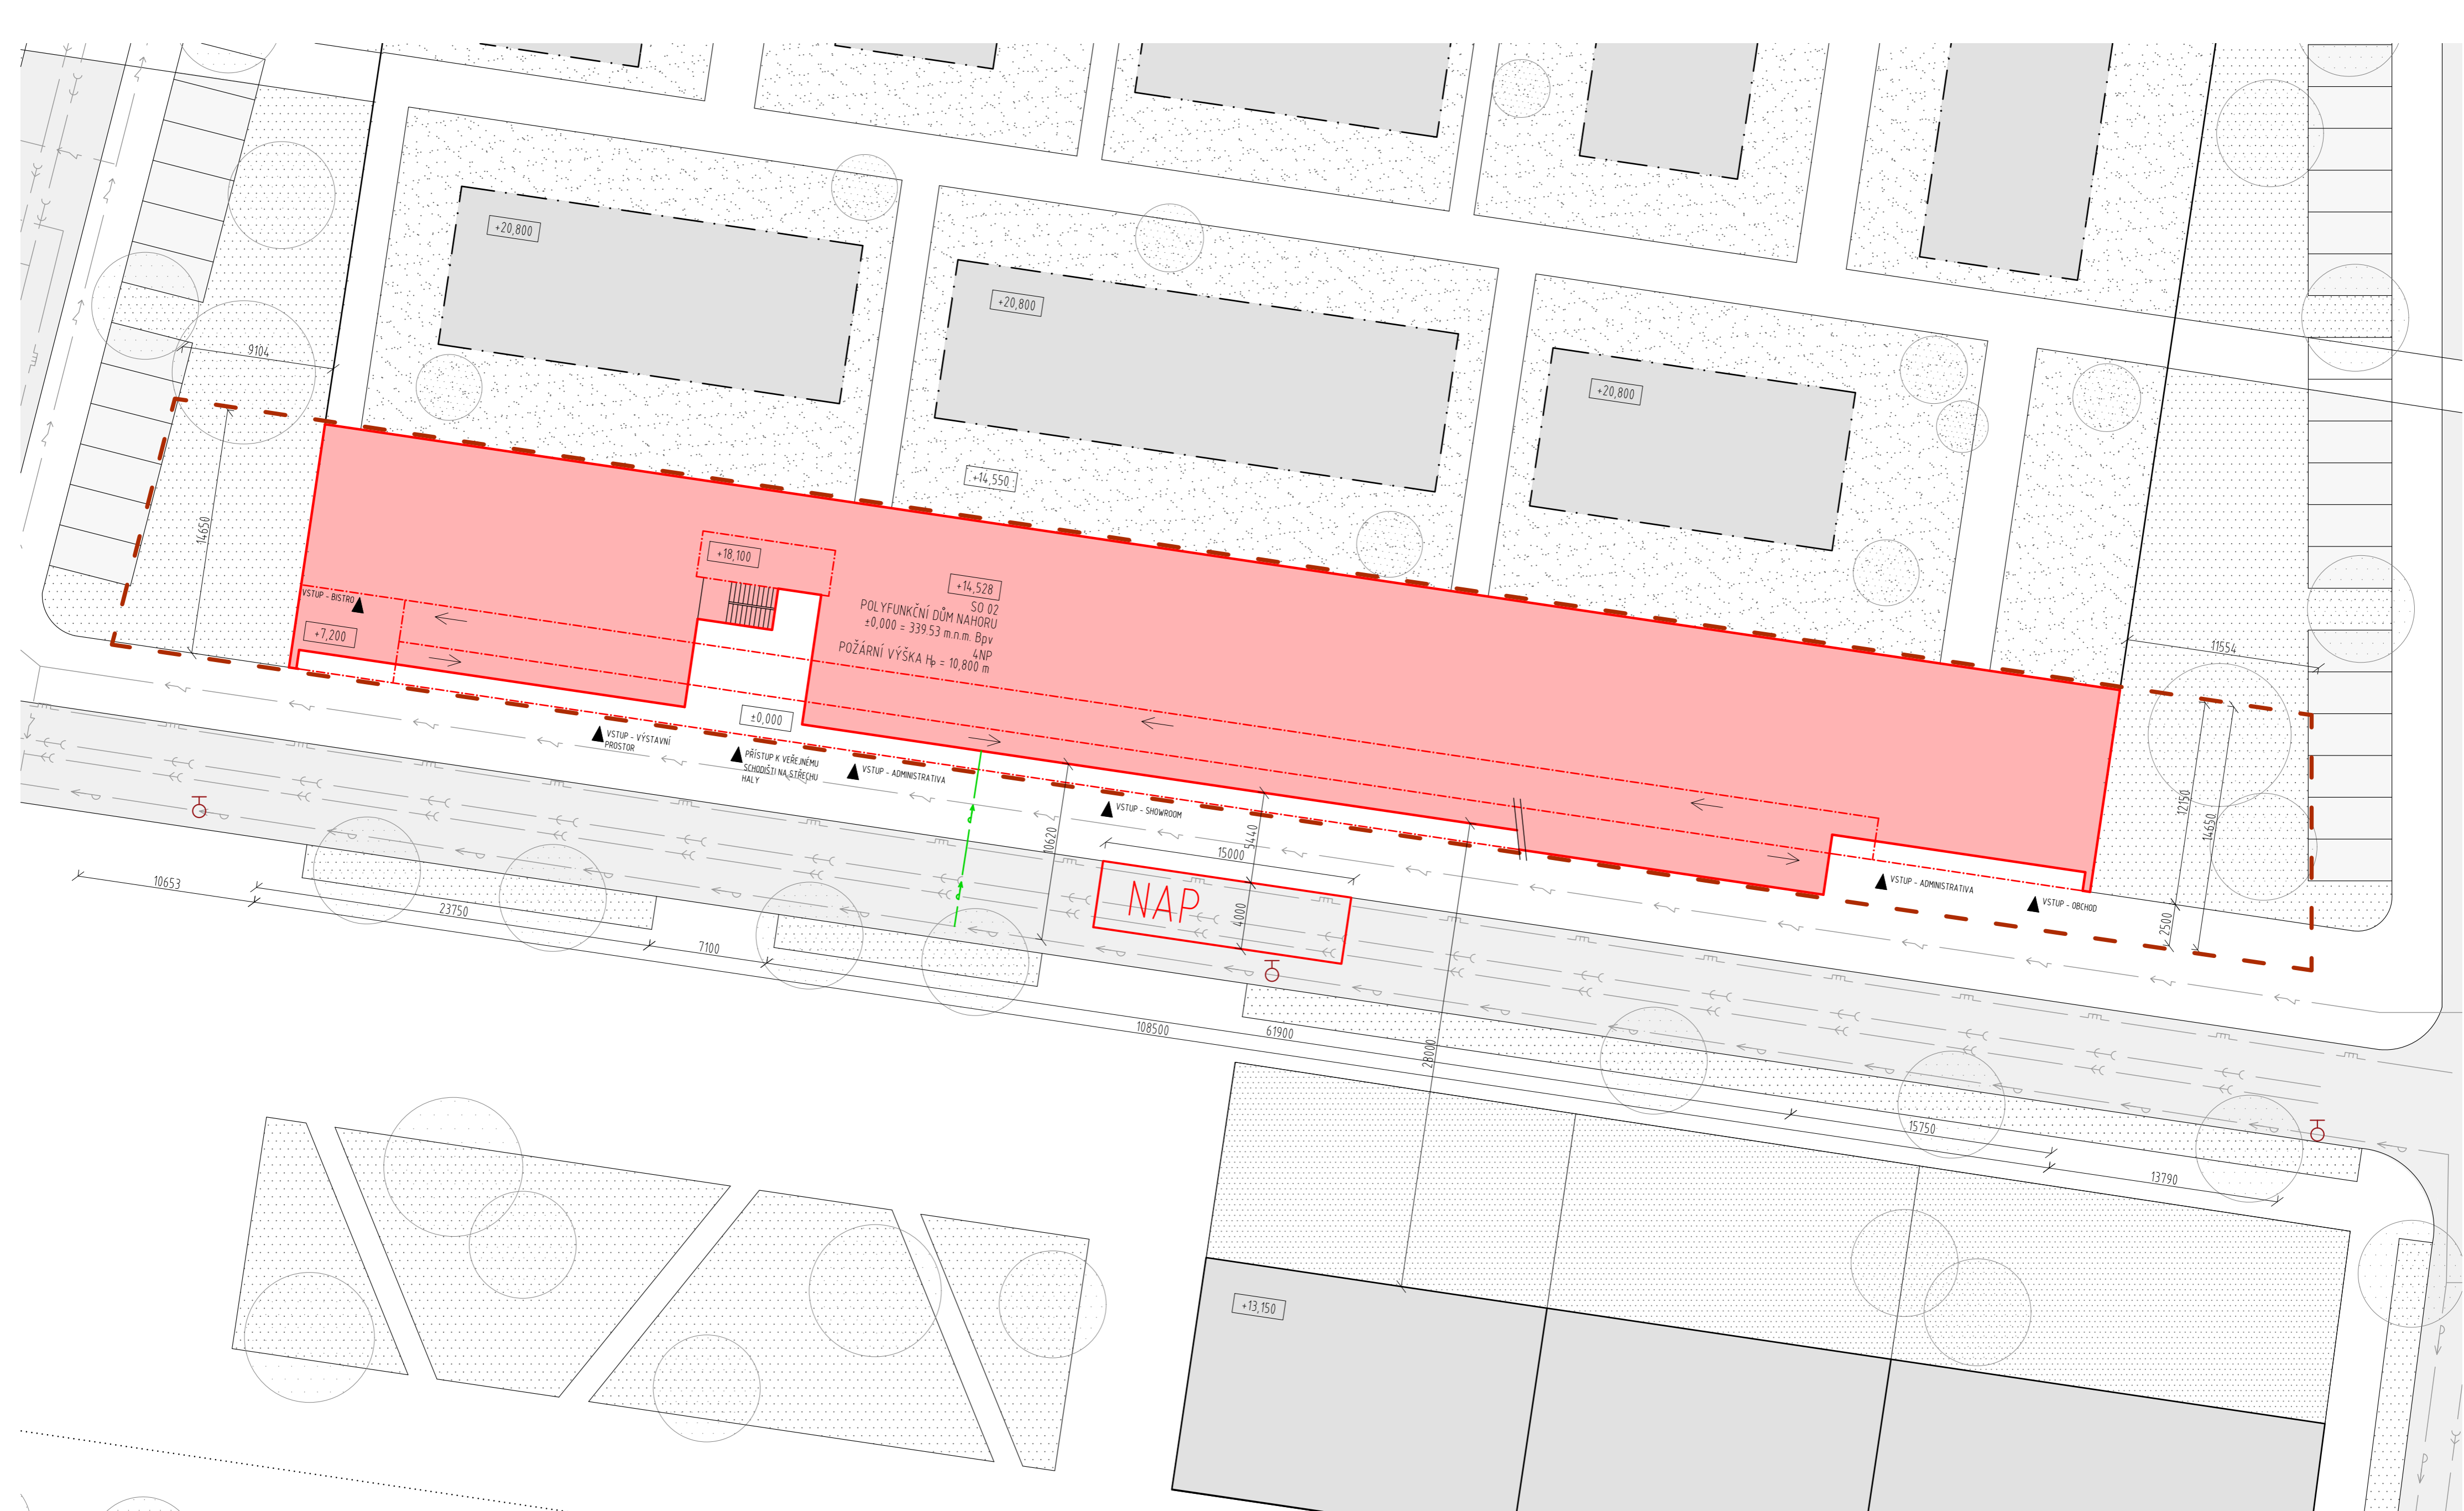 +20,800
+20,800
+20,800
9104
+14,550
14650
+18,100
+14,528
SO 02
POLYFUNKČNÍ DŮM NAHORU
±0,000 = 339.53 m.n.m. Bpv
4NP
POŽÁRNÍ VÝŠKA Hp = 10,800 m
VSTUP - BISTRO
+7,200
11554
±0,000
VSTUP - VÝSTAVNÍ
PROSTOR
PŘÍSTUP K VEŘEJNÉMU
SCHODIŠTI NA STŘECHU
HALY
VSTUP - ADMINISTRATIVA
VSTUP - SHOWROOM
10620
5440
15000
12150
14650
NAP
4000
VSTUP - ADMINISTRATIVA
VSTUP - OBCHOD
2500
10653
23750
7100
108500
61900
28000
15750
13790
+13,150